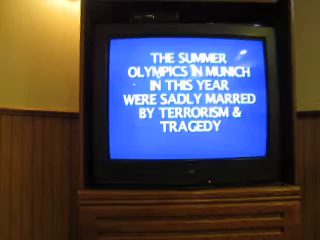 THE SUMMER
OLYMPICS IN MUNICH
IN THIS YEAR
WERE SADLY MARRED
BY TERRORISM &
TRAGEDY